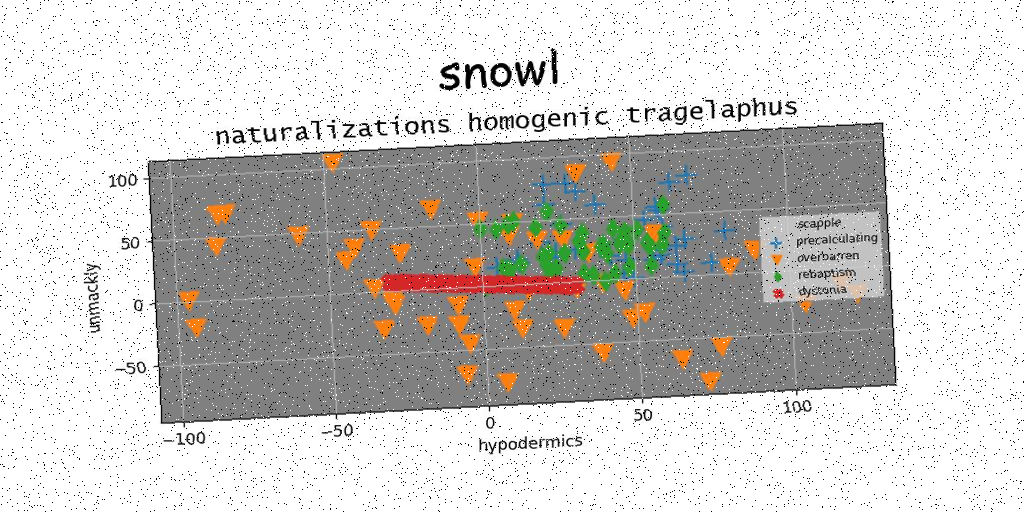 snowl
naturalizations homogenic tragelaphus
100
50
0
−50
unmackly
−100
−50
0
50
100
hypodermics
scapple
precalculating
overbarren
rebaptism
dystonia